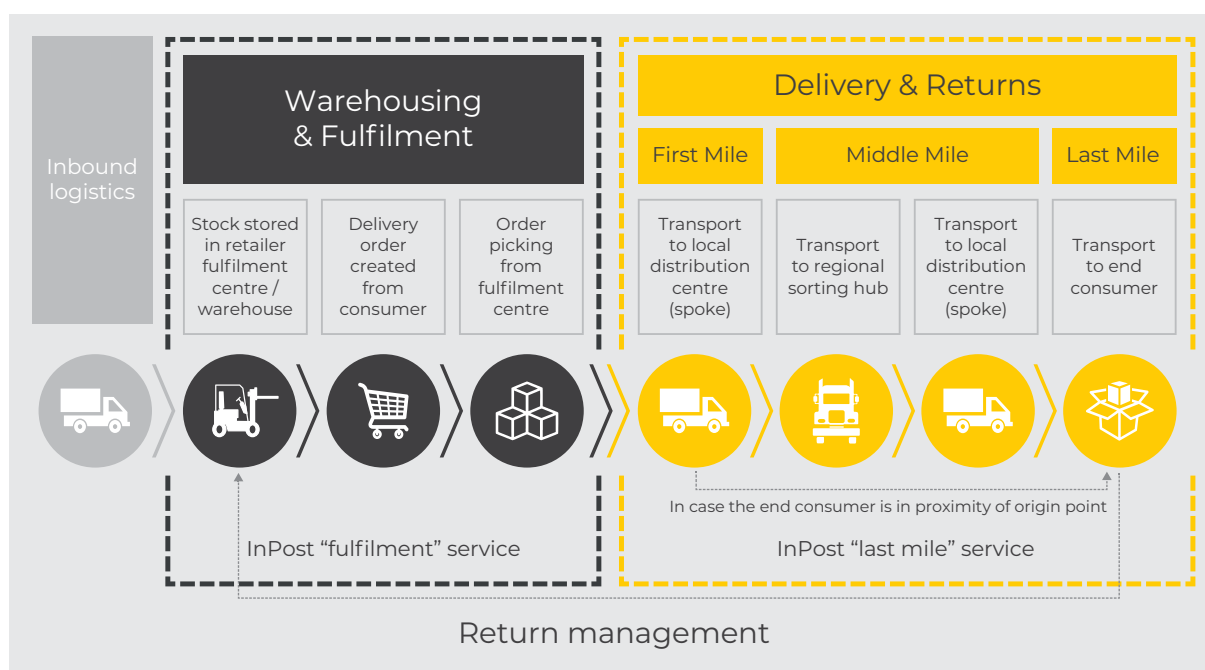 Inbound
logistics
Warehousing
& Fulfilment
Stock stored
in retailer
fulfilment
centre /
warehouse
Delivery
order
created
from
consumer
Order
picking
from
fulfilment
centre
Delivery & Returns
First Mile
Middle Mile
Last Mile
Transport
to local
distribution
centre
(spoke)
Transport
to regional
sorting hub
Transport
to local
distribution
centre
(spoke)
Transport
to end
consumer
In case the end consumer is in proximity of origin point
InPost “fulfilment” service
InPost “last mile” service
Return management